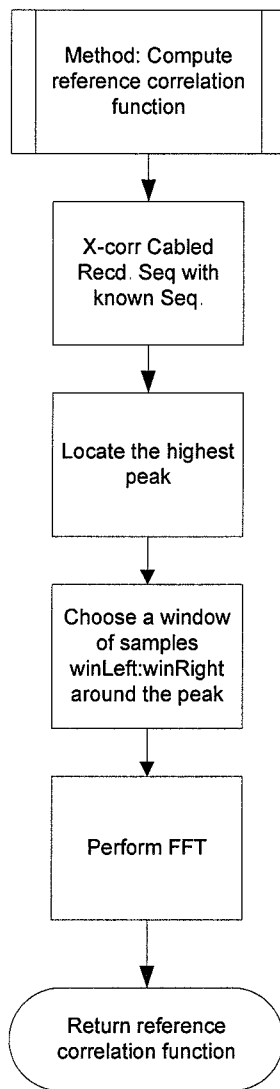 Method: Compute
reference correlation
function
X-corr Cabled
Recd. Seq with
known Seq.
Locate the highest
peak
Choose a window
of samples
winLeft:winRight
around the peak
Perform FFT
Return reference
correlation function